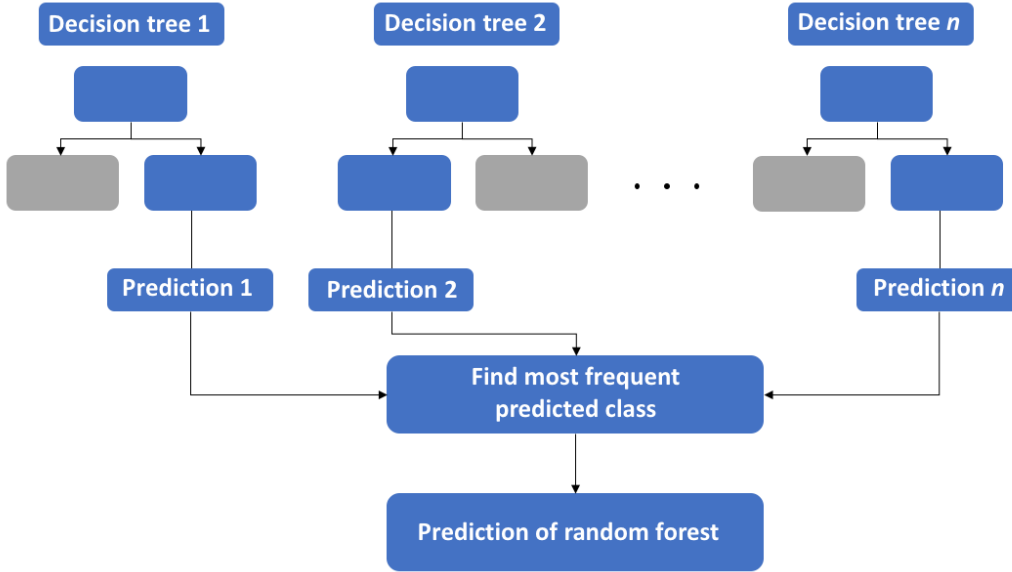 Decision tree 1
Decision tree 2
Decision tree n
. . .
Prediction 1
Prediction 2
Prediction n
Find most frequent
predicted class
Prediction of random forest